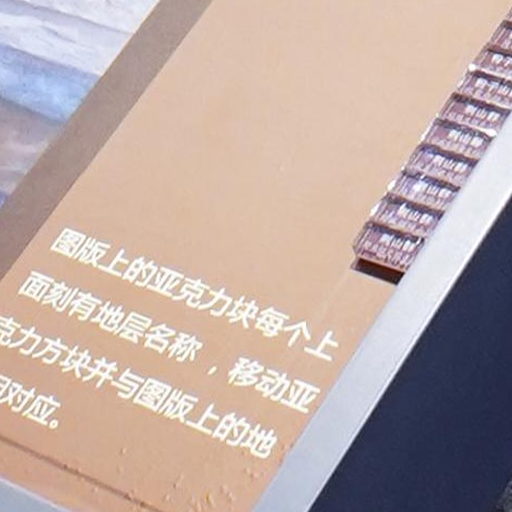 图版上的亚克力块每个上
面刻有地层名称，移动亚
克力方块并与图版上的地
对应。